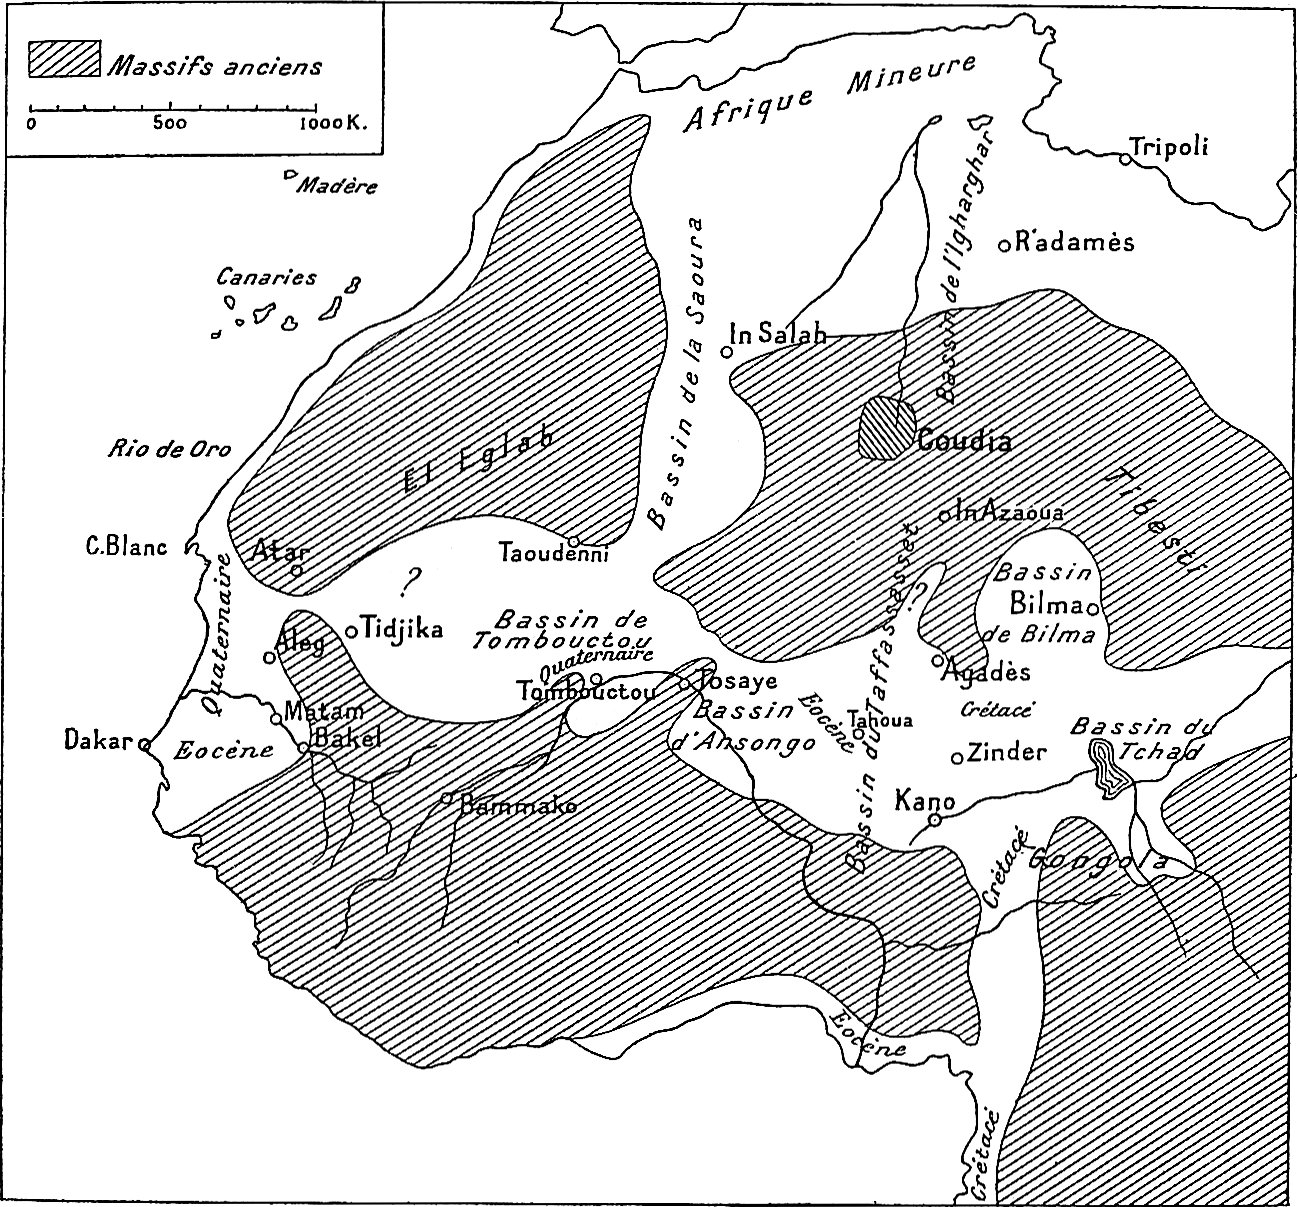 Massifs anciens
0 500 1000 K.
Afrique Mineure
Madère
Tripoli
Canaries
R'adamès
Bassin de la Saoura
Bassin de l'Igharghar
In Salah
Rio de Oro
El Eglab
Coudia
Tibesti
C. Blanc
Atar
Taoudenni
In Azaoua
Quaternaire
?
Bassin
Bilma
de Bilma
?
Aleg
Tidjika
Bassin de
Tombouctou
Quaternaire
Tombouctou
Tosaye
Agadès
Bassin
d'Ansongo
Eocène
Tahoua
Crétacé
Bassin du Taffassasset
Matam
Bakel
Dakar
Eocène
Zinder
Bassin du
Tchad
Bammako
Kano
Crétacé
Gongola
Eocène
Crétacé